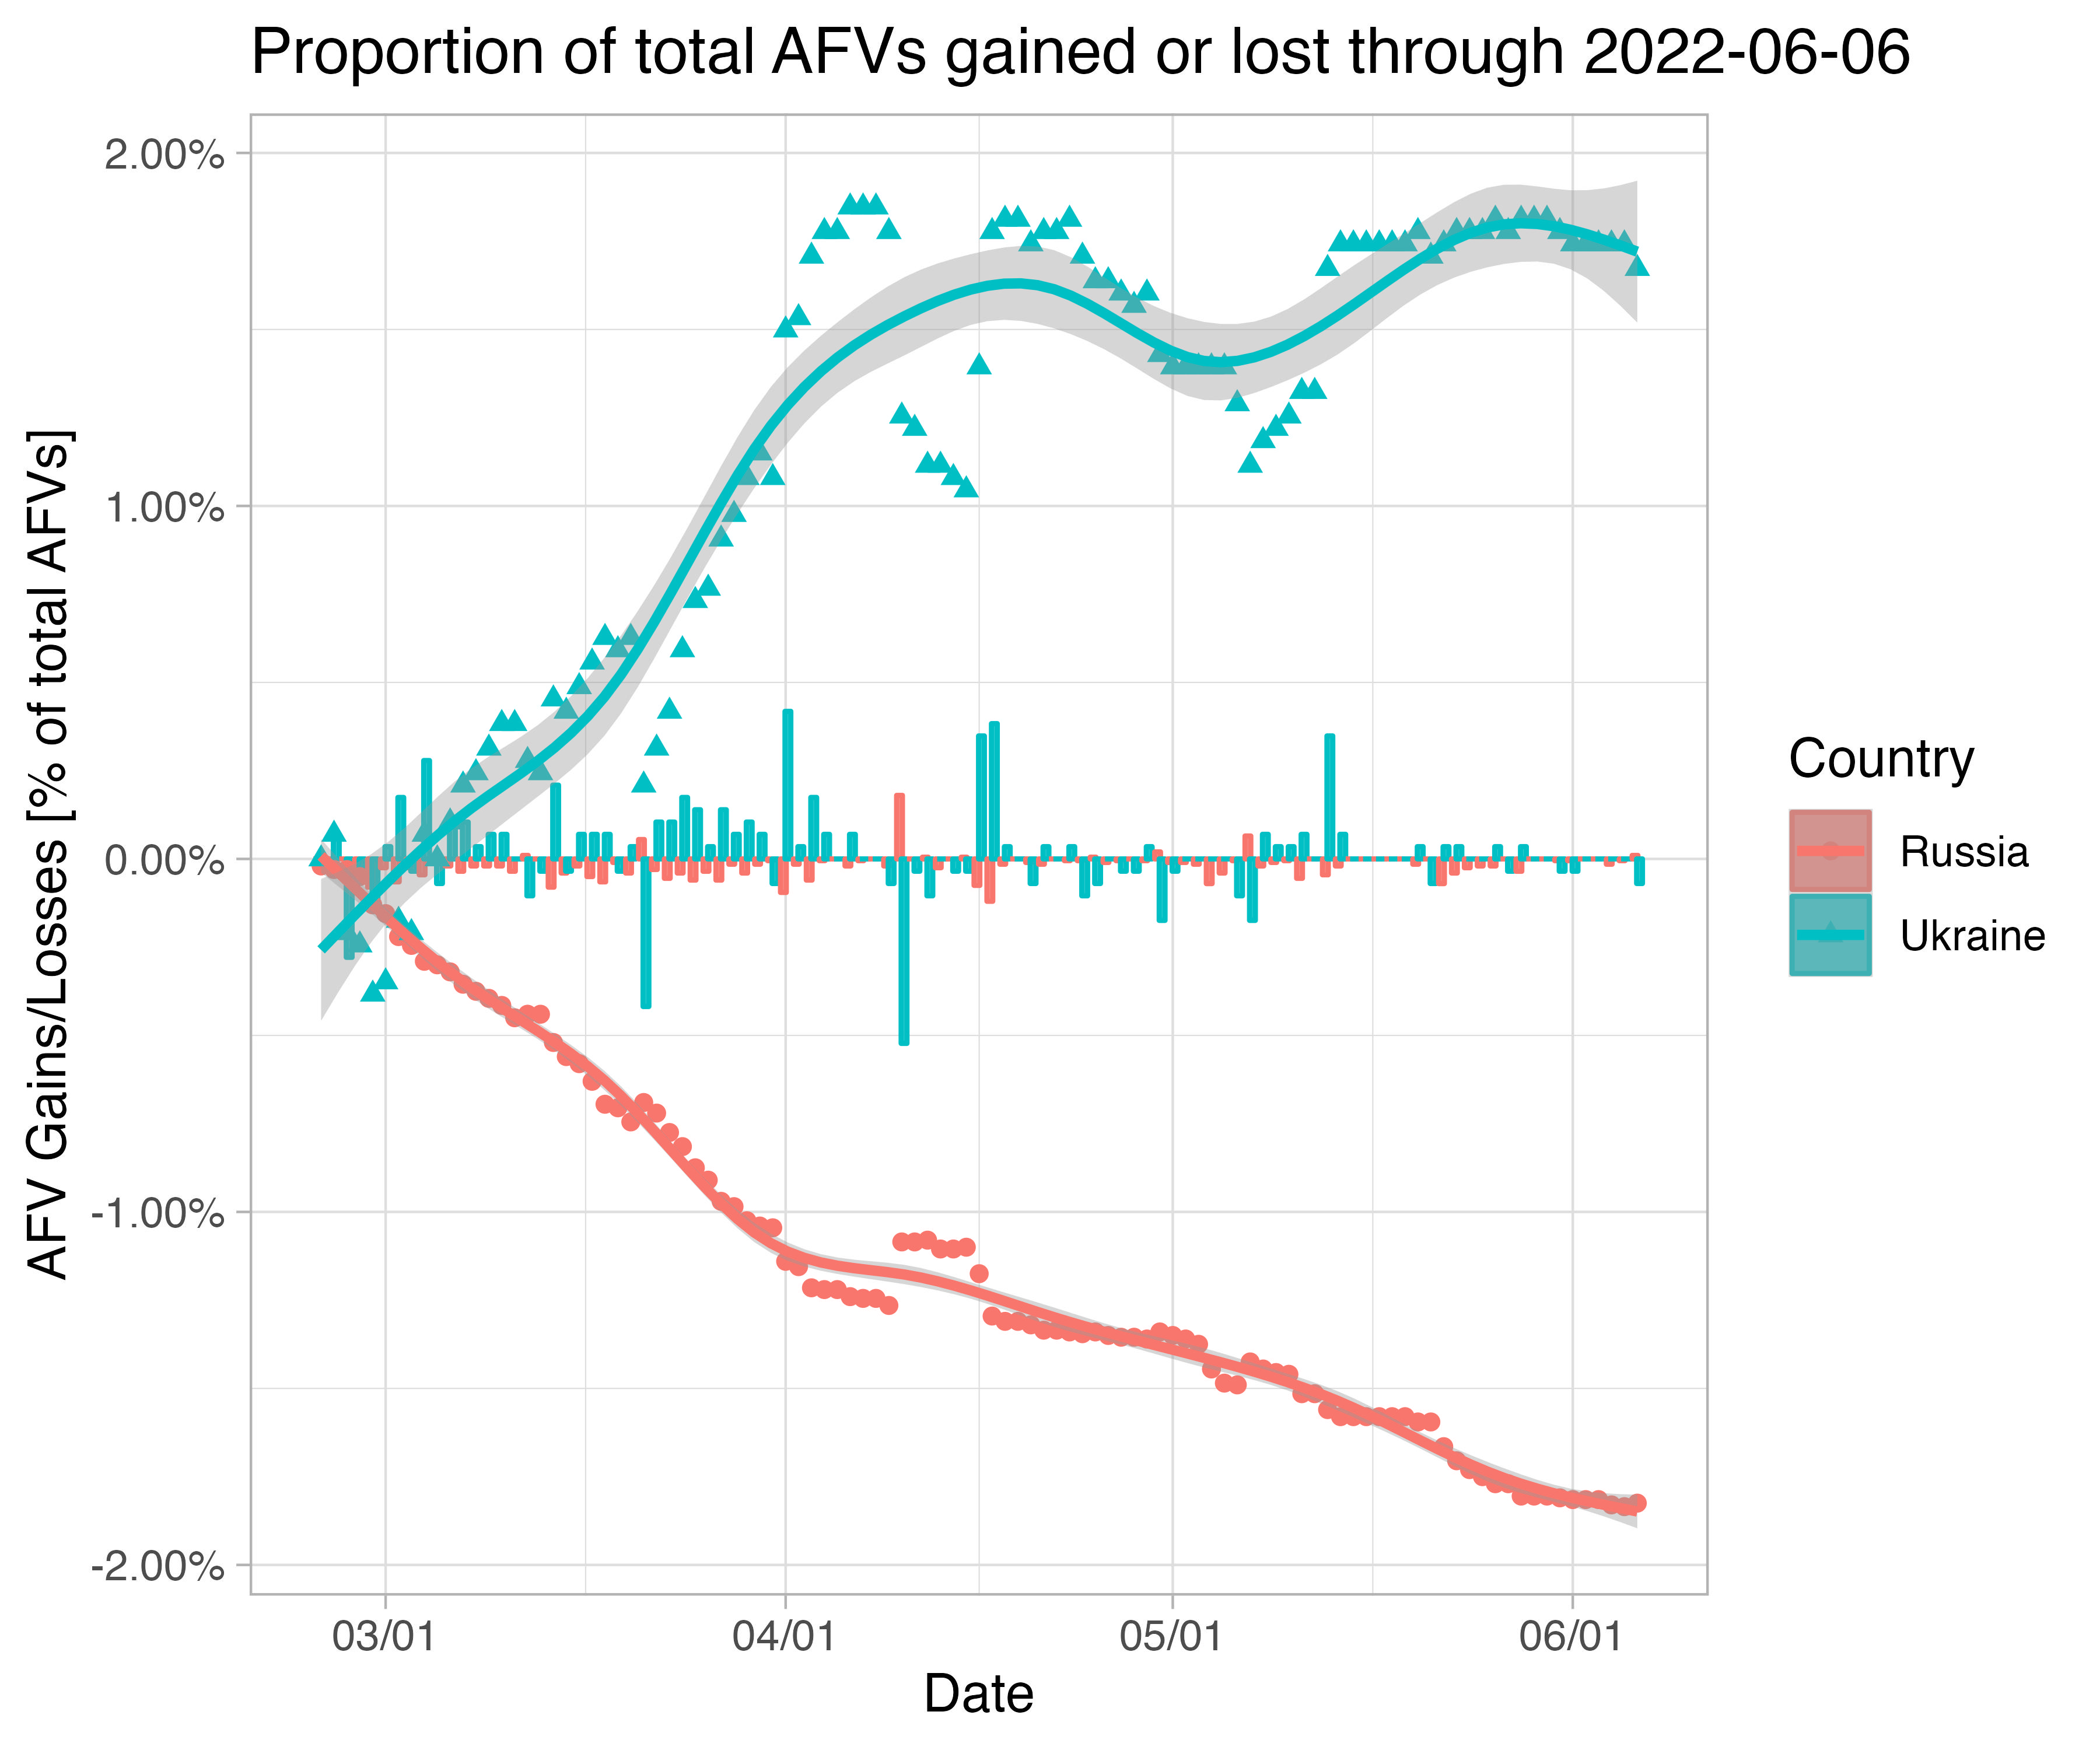 Proportion of total AFVs gained or lost through 2022-06-06
AFV Gains/Losses [% of total AFVs]
2.00%
1.00%
0.00%
-1.00%
-2.00%
03/01
04/01
05/01
06/01
Date
Country
Russia
Ukraine